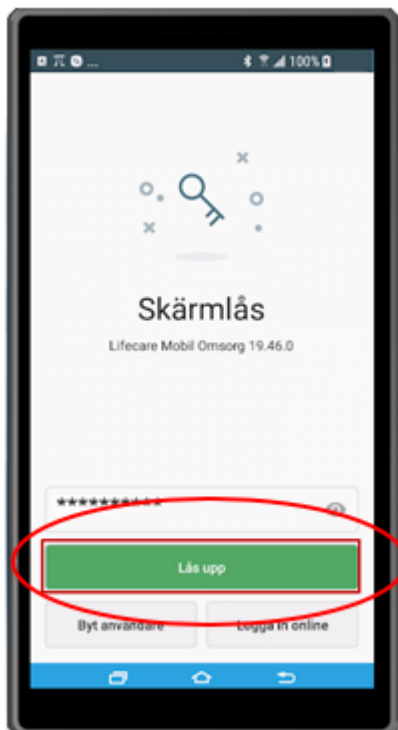 100%
Skärmlås
Lifecare Mobil Omsorg 19.46.0
**********
Lås upp
Byt användare
Logga in online